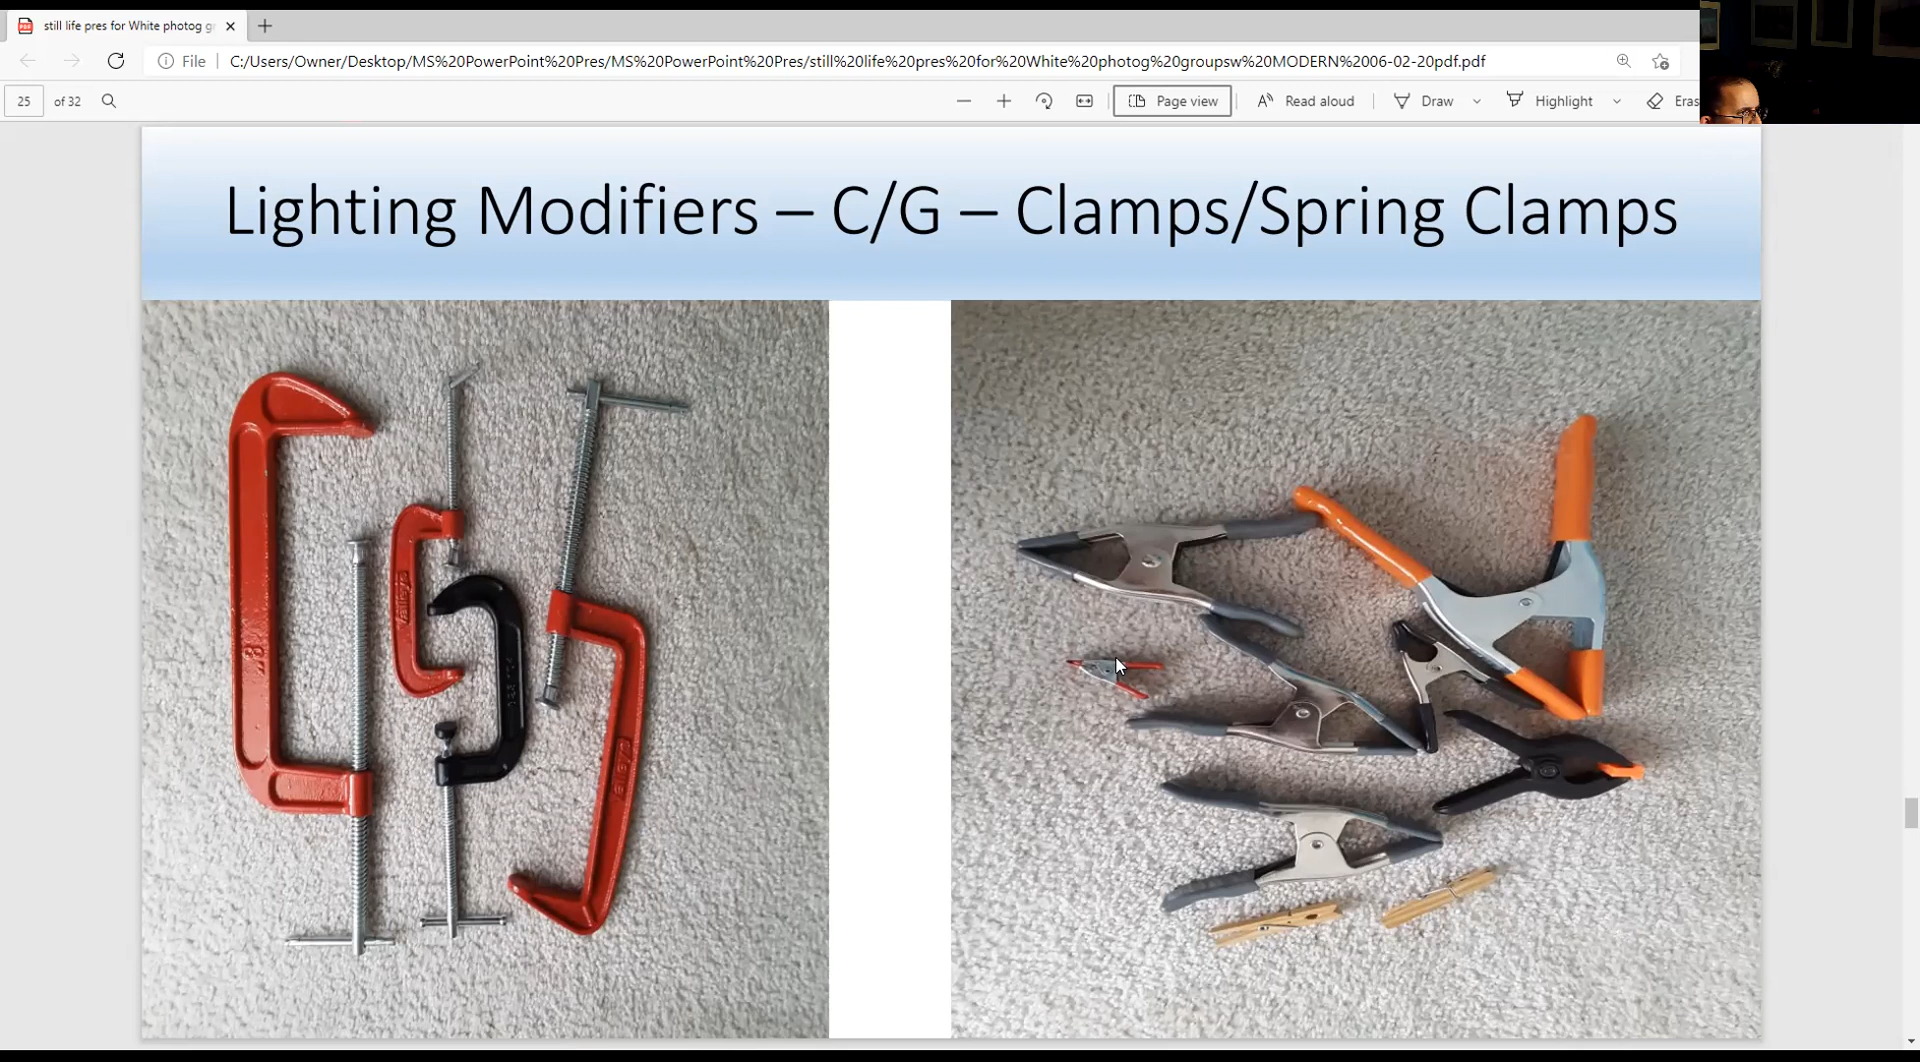 still life pres for White photog g
File C:/Users/Owner/Desktop/MS%20PowerPoint%20Pres/MS%20PowerPoint%20Pres/still%20life%20pres%20for%20White%20photog%20groupsw%20MODERN%2006-02-20pdf.pdf
25 of 32 Page view Read aloud Draw Highlight Eras
Lighting Modifiers – C/G – Clamps/Spring Clamps